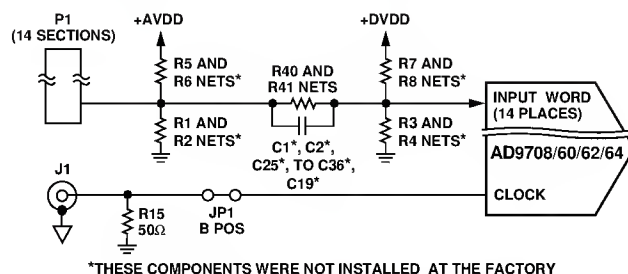 P1
(14 SECTIONS)
+AVDD
+DVDD
R5 AND
R6 NETS*
R40 AND
R41 NETS
R7 AND
R8 NETS*
R1 AND
R2 NETS*
C1*, C2*,
C25*, TO C36*,
C19*
R3 AND
R4 NETS*
INPUT WORD
(14 PLACES)
AD9708/60/62/64
J1
R15
50Ω
JP1
B POS
CLOCK
*THESE COMPONENTS WERE NOT INSTALLED AT THE FACTORY